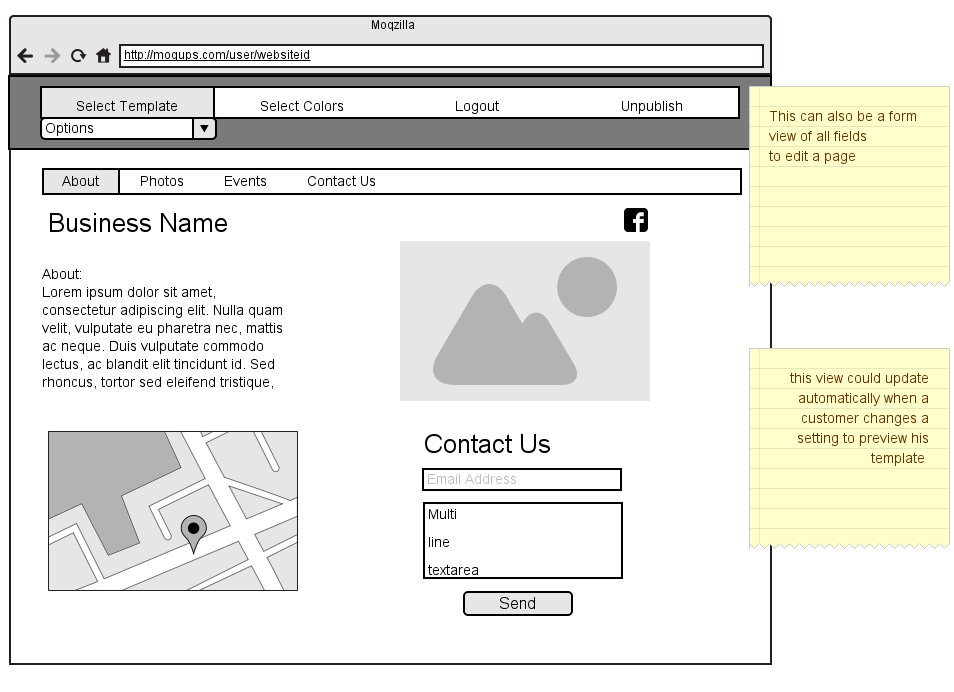 Moqzilla
http://moqups.com/user/websiteid
Select Template Select Colors Logout Unpublish
Options
This can also be a form
view of all fields
to edit a page
About Photos Events Contact Us
Business Name
About:
Lorem ipsum dolor sit amet,
consectetur adipiscing elit. Nulla quam
velit, vulputate eu pharetra nec, mattis
ac neque. Duis vulputate commodo
lectus, ac blandit elit tincidunt id. Sed
rhoncus, tortor sed eleifend tristique,
this view could update
automatically when a
customer changes a
setting to preview his
template
Contact Us
Email Address
Multi
line
textarea
Send